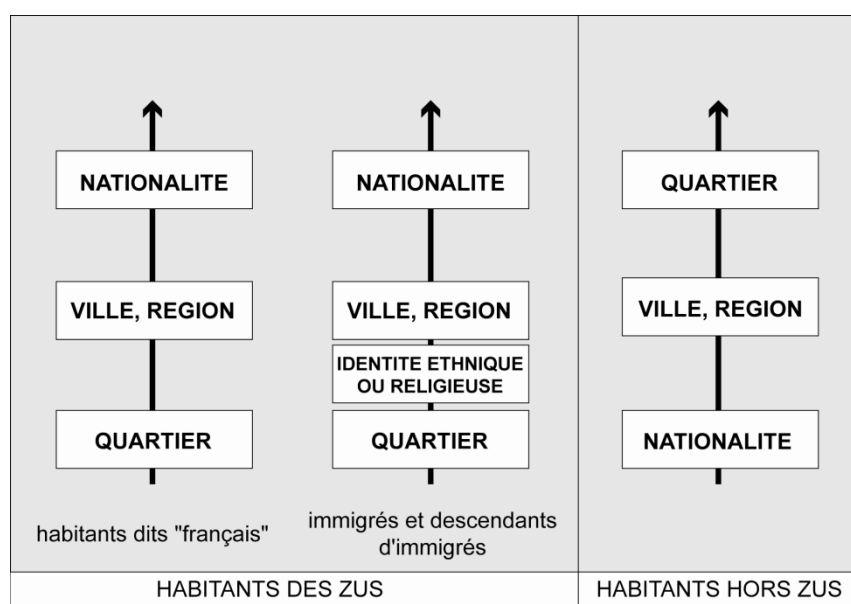 NATIONALITE
VILLE, REGION
QUARTIER
habitants dits "français"
NATIONALITE
VILLE, REGION
IDENTITE ETHNIQUE
OU RELIGIEUSE
QUARTIER
immigrés et descendants
d'immigrés
HABITANTS DES ZUS
QUARTIER
VILLE, REGION
NATIONALITE
HABITANTS HORS ZUS